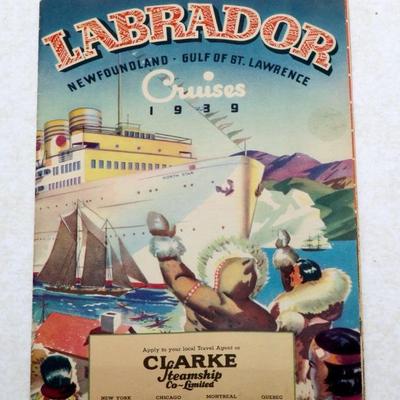 LABRADOR
NEWFOUNDLAND · GULF OF ST. LAWRENCE
Cruises
1939
NORTH STAR
Apply to your local Travel Agent or
CLARKE
Steamship
Co-Limited
NEW YORK CHICAGO MONTREAL QUEBEC